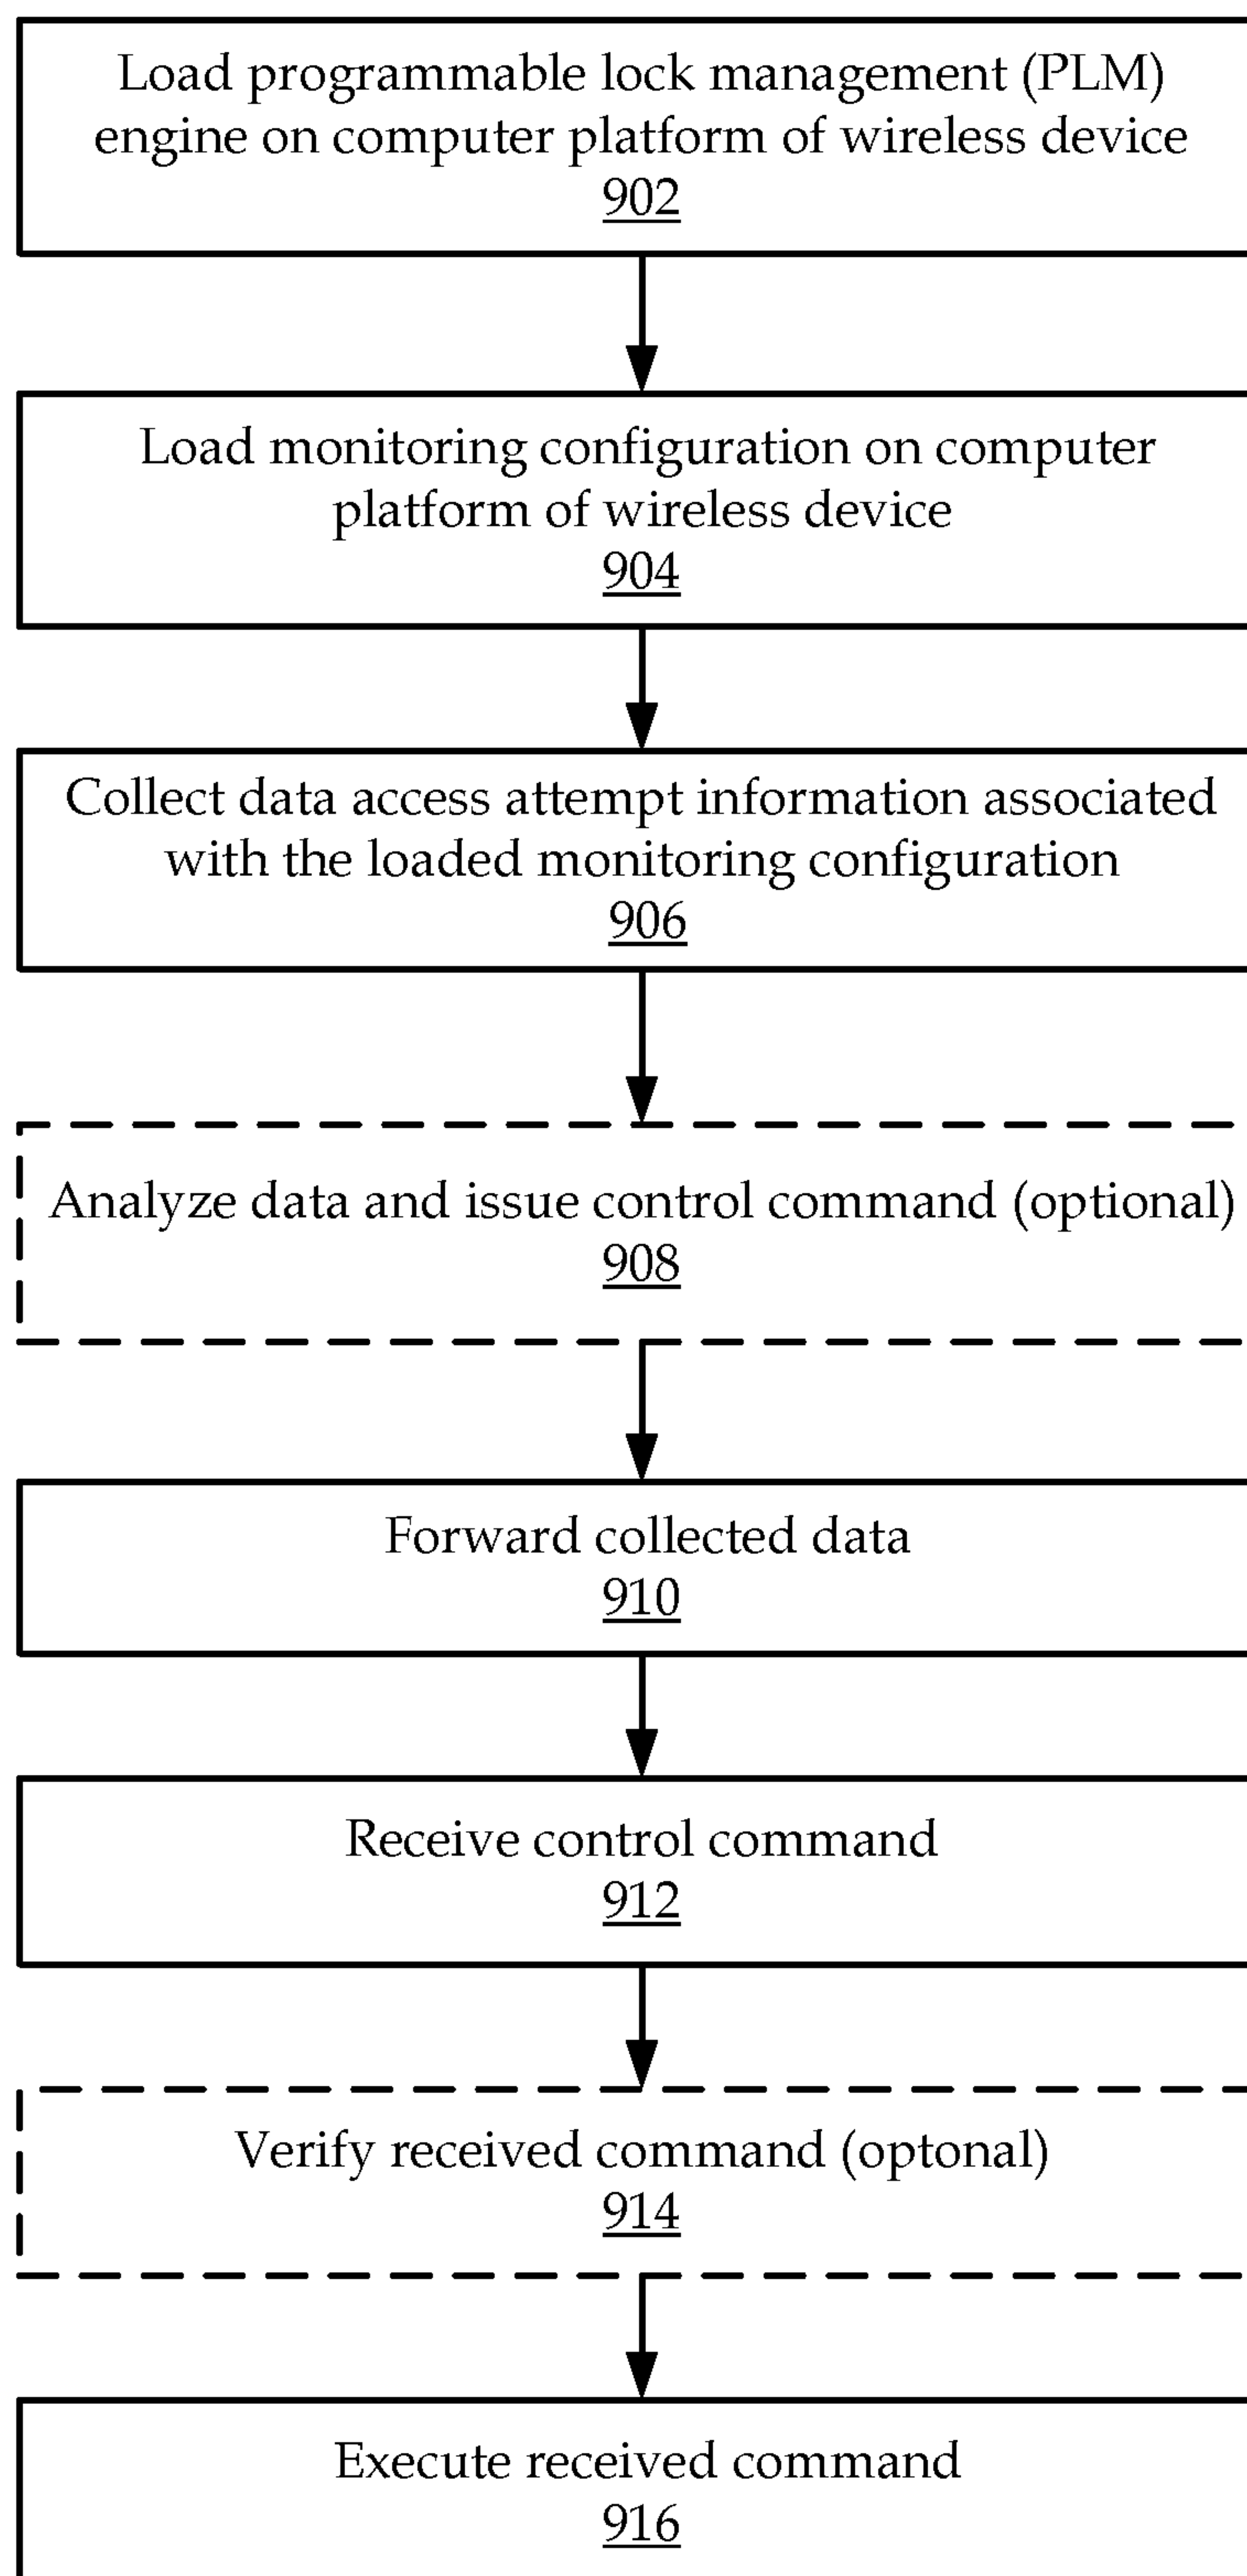 Load programmable lock management (PLM)
engine on computer platform of wireless device
902
Load monitoring configuration on computer
platform of wireless device
904
Collect data access attempt information associated
with the loaded monitoring configuration
906
Analyze data and issue control command (optional)
908
Forward collected data
910
Receive control command
912
Verify received command (optonal)
914
Execute received command
916